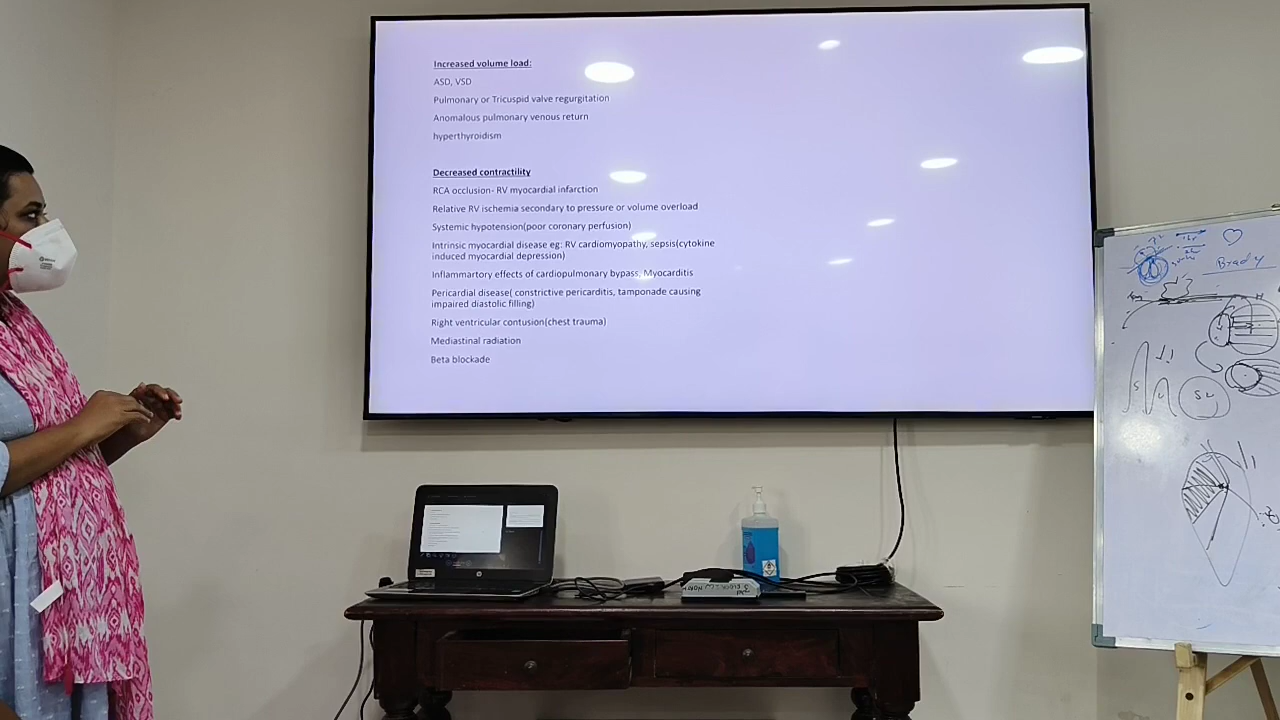 Increased volume load:
ASD, VSD
Pulmonary or Tricuspid valve regurgitation
Anomalous pulmonary venous return
hyperthyroidism
Decreased contractility
RCA occlusion- RV myocardial infarction
Relative RV ischemia secondary to pressure or volume overload
Systemic hypotension(poor coronary perfusion)
Intrinsic myocardial disease eg: RV cardiomyopathy, sepsis(cytokine
induced myocardial depression)
Inflammartory effects of cardiopulmonary bypass, Myocarditis
Pericardial disease( constrictive pericarditis, tamponade causing
impaired diastolic filling)
Right ventricular contusion(chest trauma)
Mediastinal radiation
Beta blockade
Brady